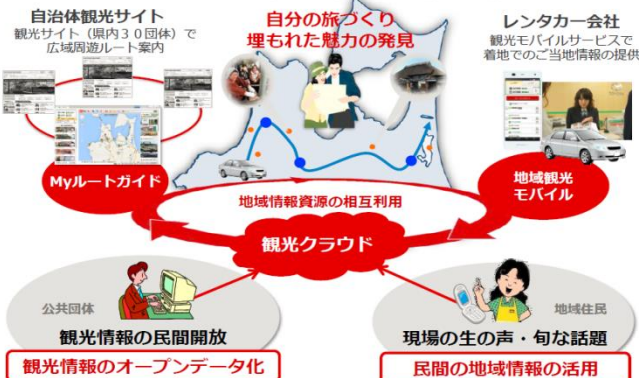 自治体観光サイト
観光サイト（県内３０団体）で
広域周遊ルート案内
自分の旅づくり
埋もれた魅力の発見
レンタカー会社
観光モバイルサービスで
着地でのご当地情報の提供
Myルートガイド
地域観光
モバイル
地域情報資源の相互利用
観光クラウド
公共団体
観光情報の民間開放
観光情報のオープンデータ化
地域住民
現場の生の声・旬な話題
民間の地域情報の活用